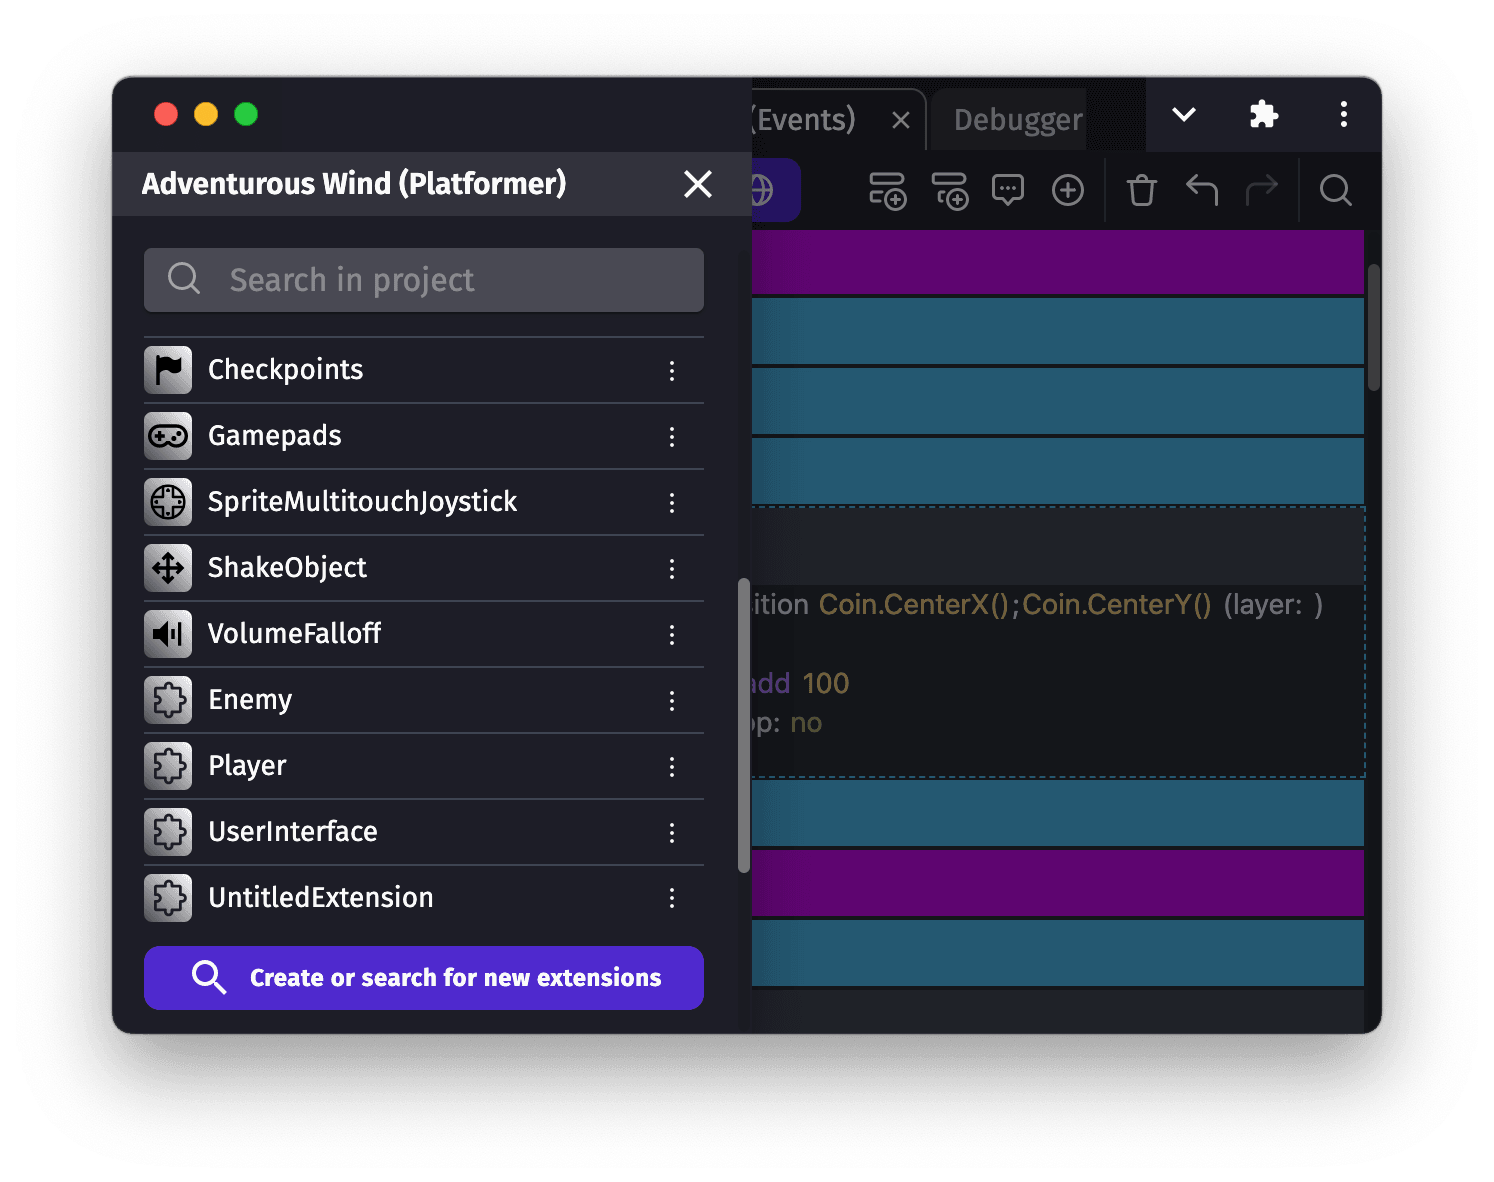 (Events)
Debugger
Adventurous Wind (Platformer)
Search in project
Checkpoints
Gamepads
SpriteMultitouchJoystick
ShakeObject
VolumeFalloff
Enemy
Player
UserInterface
UntitledExtension
Create or search for new extensions
Coin.CenterX();Coin.CenterY() (layer: )
add 100
: no